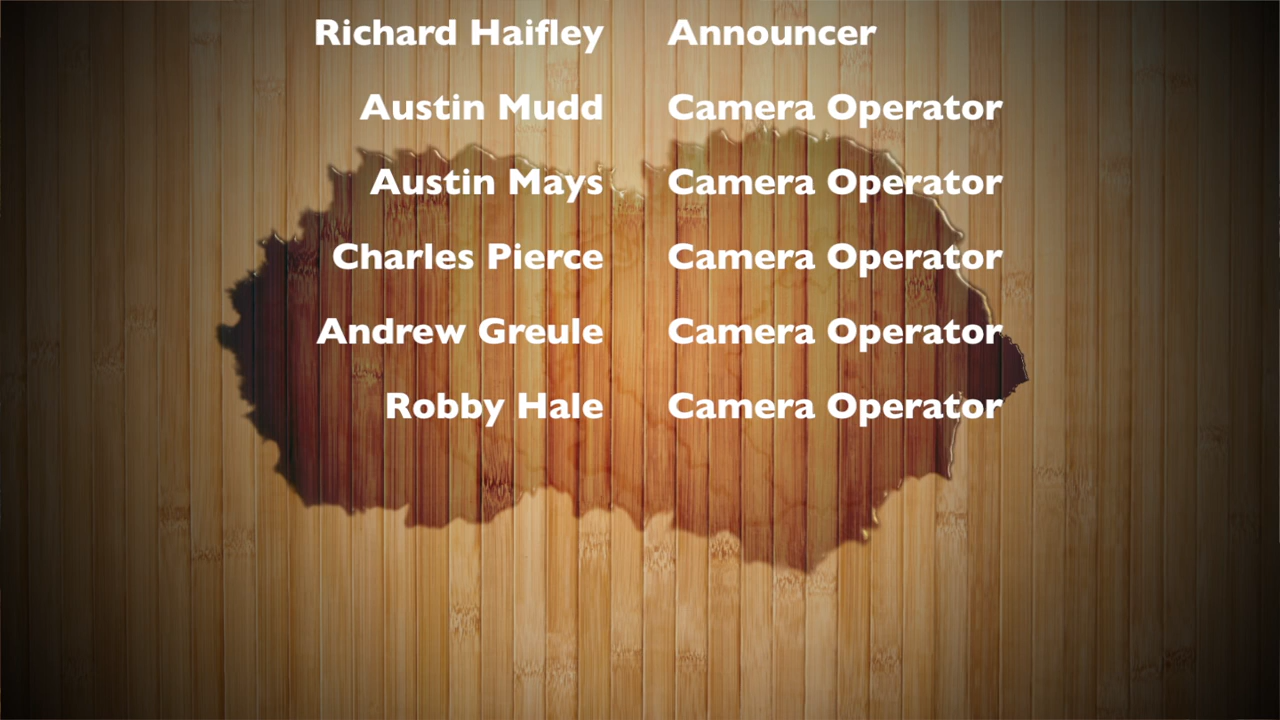 Richard Haifley Announcer
Austin Mudd Camera Operator
Austin Mays Camera Operator
Charles Pierce Camera Operator
Andrew Greule Camera Operator
Robby Hale Camera Operator